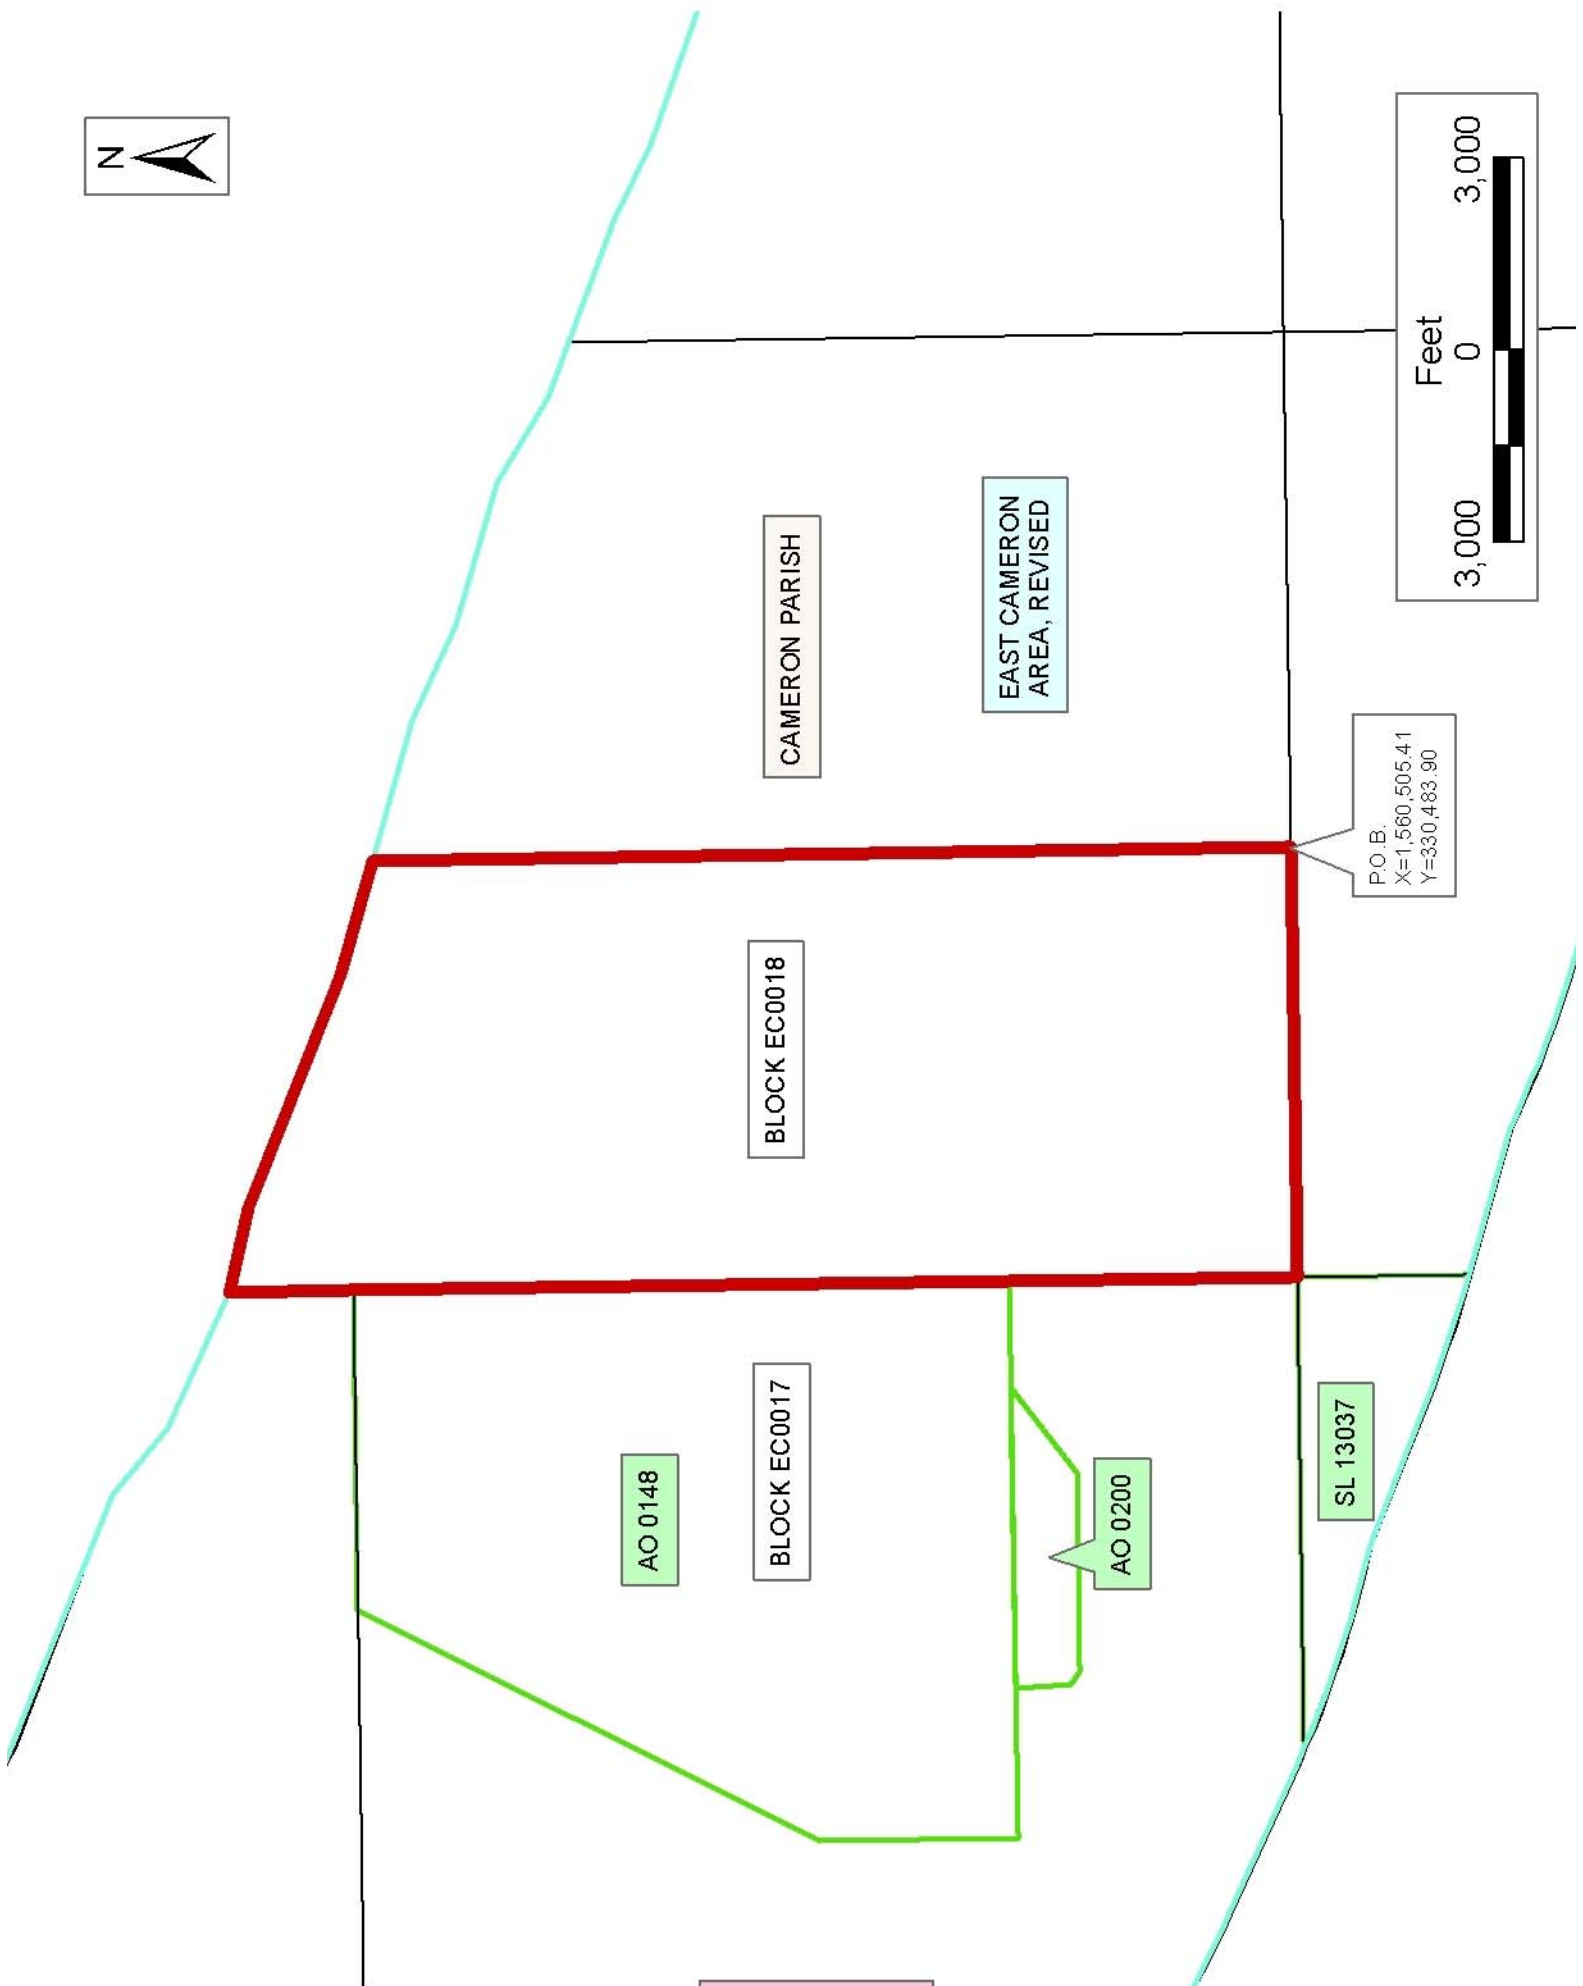 N
CAMERON PARISH
EAST CAMERON
AREA, REVISED
BLOCK EC0018
BLOCK EC0017
AO 0148
AO 0200
SL 13037
P.O.B.
X=1,560,505.41
Y=330,483.90
Feet
3,000 0 3,000